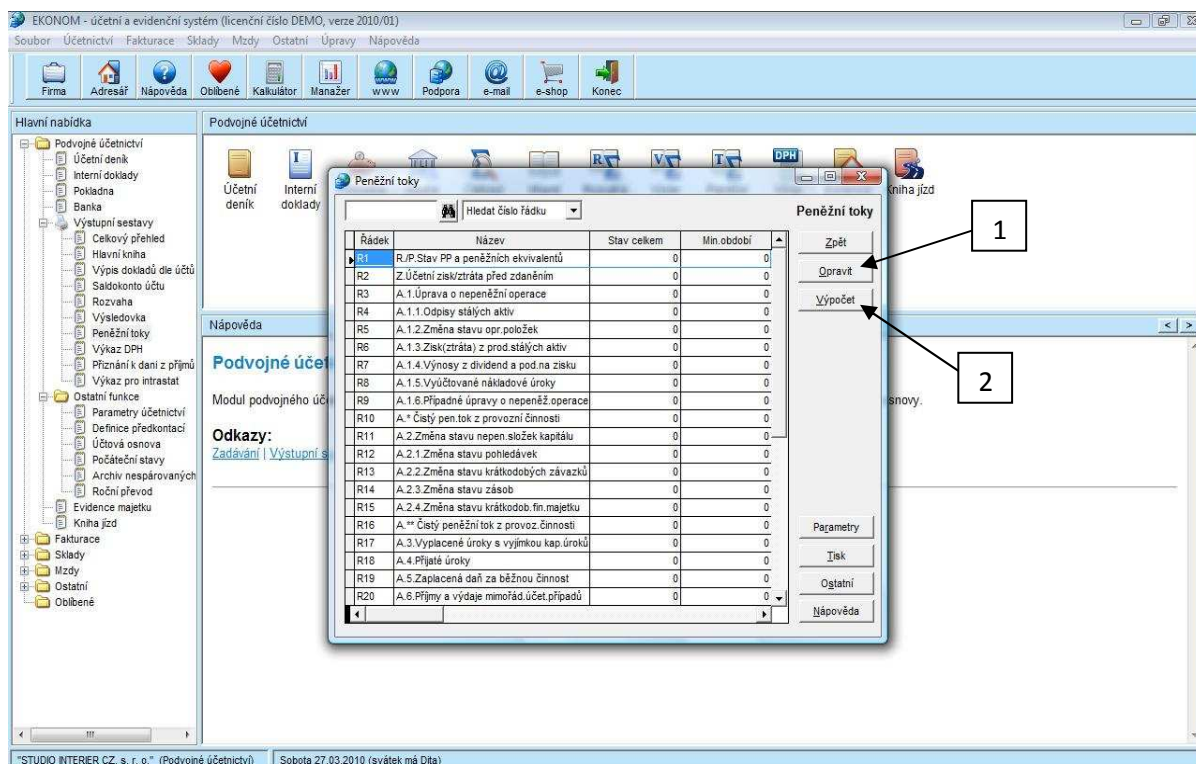 EKONOM - účetní a evidenční systém (licenční číslo DEMO, verze 2010/01)
Soubor Účetnictví Fakturace Sklady Mzdy Ostatní Úpravy Nápověda
Firma Adresář Nápověda Oblíbené Kalkulátor Manažer www Podpora e-mail e-shop Konec
Hlavní nabídka
Podvojné účetnictví
Účetní deník
Interní doklady
Pokladna
Banka
Výstupní sestavy
Celkový přehled
Hlavní kniha
Výpis dokladů dle účtů
Saldokonto účtu
Rozvaha
Výsledovka
Peněžní toky
Výkaz DPH
Přiznání k dani z příjmů
Výkaz pro intrastat
Ostatní funkce
Parametry účetnictví
Definice předkontací
Účtová osnova
Počáteční stavy
Archiv nespárovaných
Roční převod
Evidence majetku
Kniha jízd
Fakturace
Sklady
Mzdy
Ostatní
Oblíbené
Podvojné účetnictví
Účetní deník
Interní doklady
DPH
Kniha jízd
Nápověda
Podvojné účet
Modul podvojného úč
snovy.
Odkazy:
Zadávání | Výstupní s
Peněžní toky
Hledat číslo řádku
Peněžní toky
Řádek Název Stav celkem Min.období
R1 R./P.Stav PP a peněžních ekvivalentů 0 0
R2 Z.Účetní zisk/ztráta před zdaněním 0 0
R3 A.1.Úprava o nepeněžní operace 0 0
R4 A.1.1.Odpisy stálých aktiv 0 0
R5 A.1.2.Změna stavu opr.položek 0 0
R6 A.1.3.Zisk(ztráta) z prod.stálých aktiv 0 0
R7 A.1.4.Výnosy z dividend a pod.na zisku 0 0
R8 A.1.5.Vyúčtované nákladové úroky 0 0
R9 A.1.6.Případné úpravy o nepeněž.operace 0 0
R10 A.* Čistý pen.tok z provozní činnosti 0 0
R11 A.2.Změna stavu nepen.složek kapitálu 0 0
R12 A.2.1.Změna stavu pohledávek 0 0
R13 A.2.2.Změna stavu krátkodobých závazků 0 0
R14 A.2.3.Změna stavu zásob 0 0
R15 A.2.4.Změna stavu krátkodob.fin.majetku 0 0
R16 A.** Čistý peněžní tok z provoz.činnosti 0 0
R17 A.3.Vyplacené úroky s vyjímkou kap.úroků 0 0
R18 A.4.Přijaté úroky 0 0
R19 A.5.Zaplacená daň za běžnou činnost 0 0
R20 A.6.Příjmy a výdaje mimořád.účet.případů 0 0
Zpět
Opravit
Výpočet
Parametry
Tisk
Ostatní
Nápověda
1
2
"STUDIO INTERIER CZ, s. r. o." (Podvojné účetnictví) Sobota 27.03.2010 (svátek má Dita)